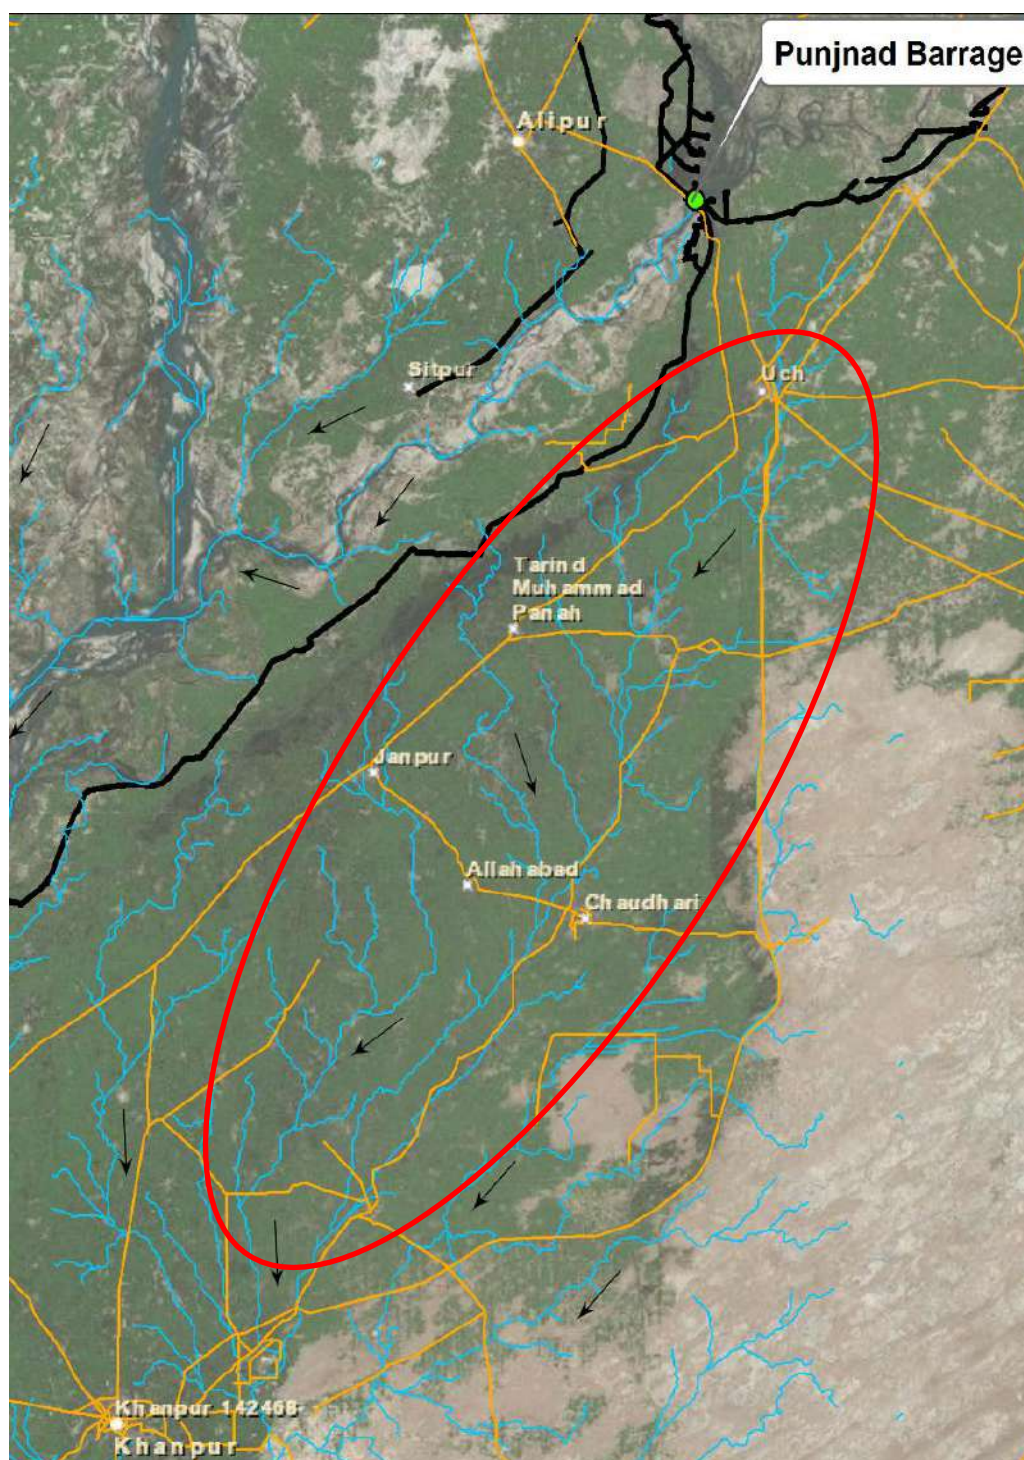 Punjnad Barrage
Alipur
Sitpur
Uch
Tarind
Muhammad
Panah
Janpur
Allahabad
Chaudhari
Khanpur 142468
Khanpur